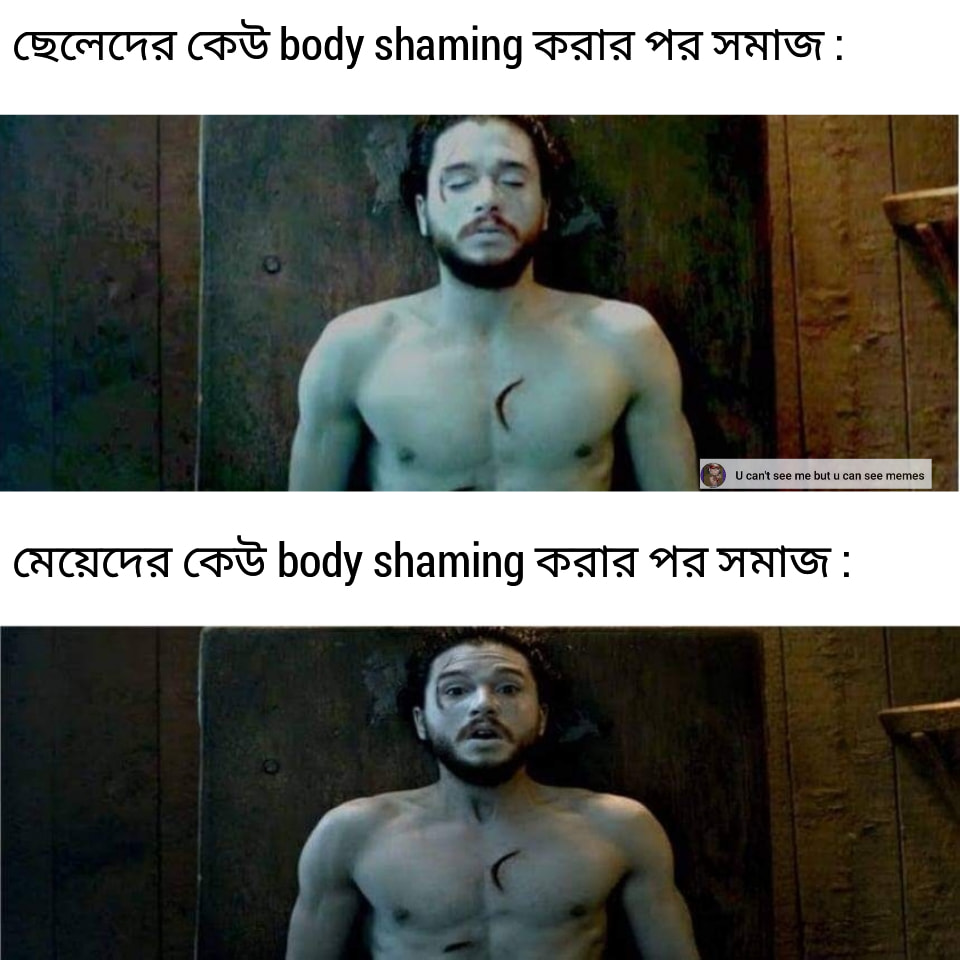 ছেলেদের কেউ body shaming করার পর সমাজ :
U can't see me but u can see memes
মেয়েদের কেউ body shaming করার পর সমাজ :